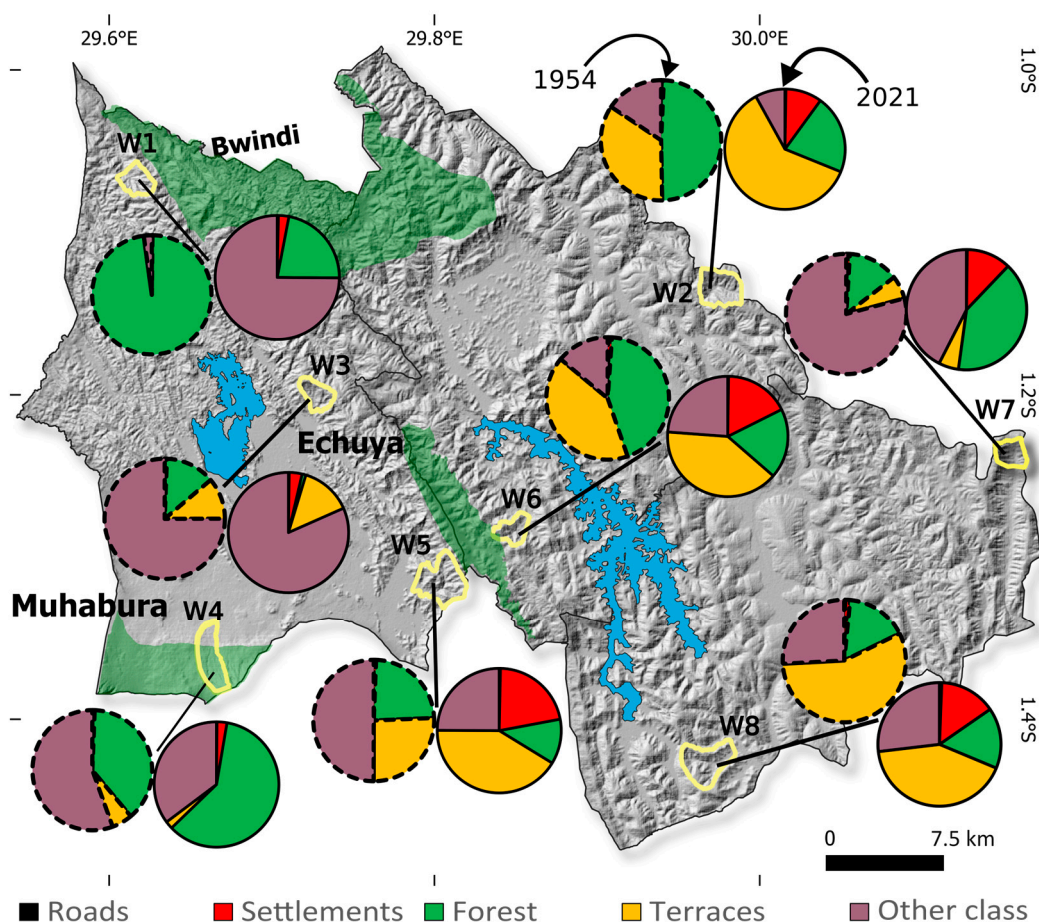 29.6°E 29.8°E 30.0°E
1.0°S
1954
2021
W1
Bwindi
W2
W3
1.2°S
W7
Echuya
W6
W5
Muhabura
W4
1.4°S
W8
0 7.5 km
Roads Settlements Forest Terraces Other class